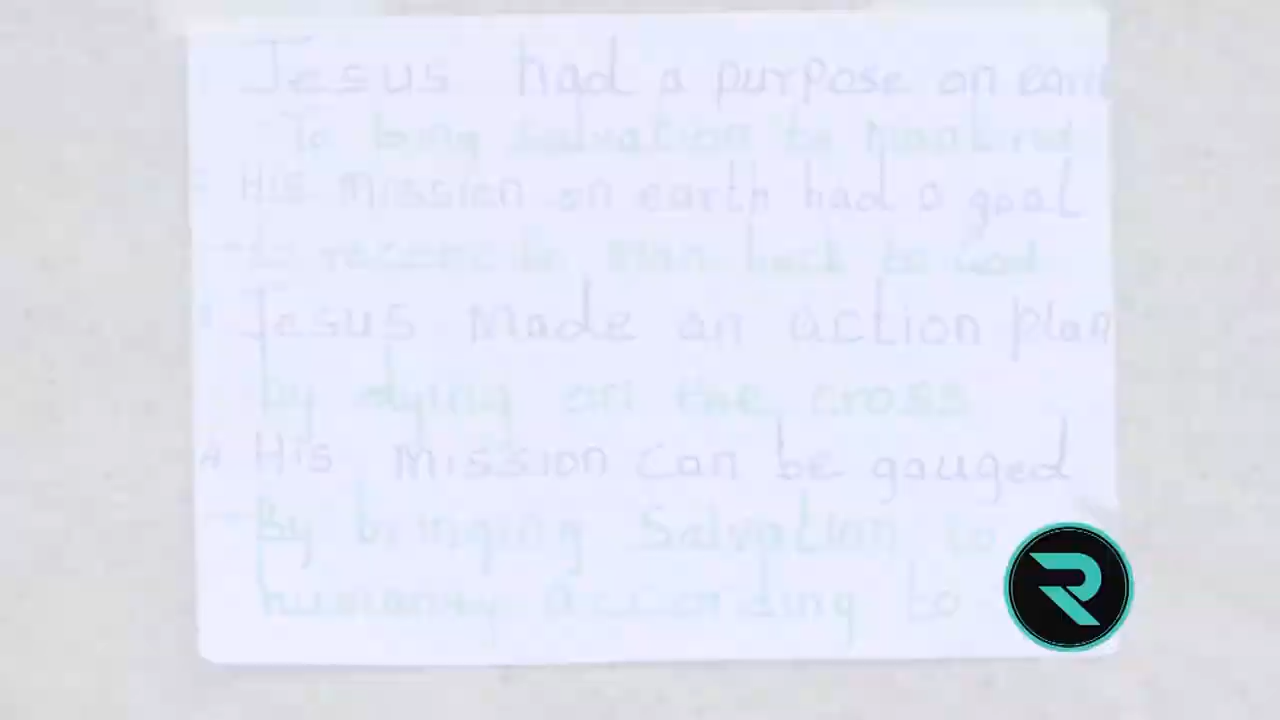 Jesus had a purpose on earth
To bring salvation to mankind
His Mission on earth had a goal
to reconcile Man back to God
Jesus Made an action plan
by dying on the cross
His Mission can be gauged
By bringing Salvation to
humanity according to